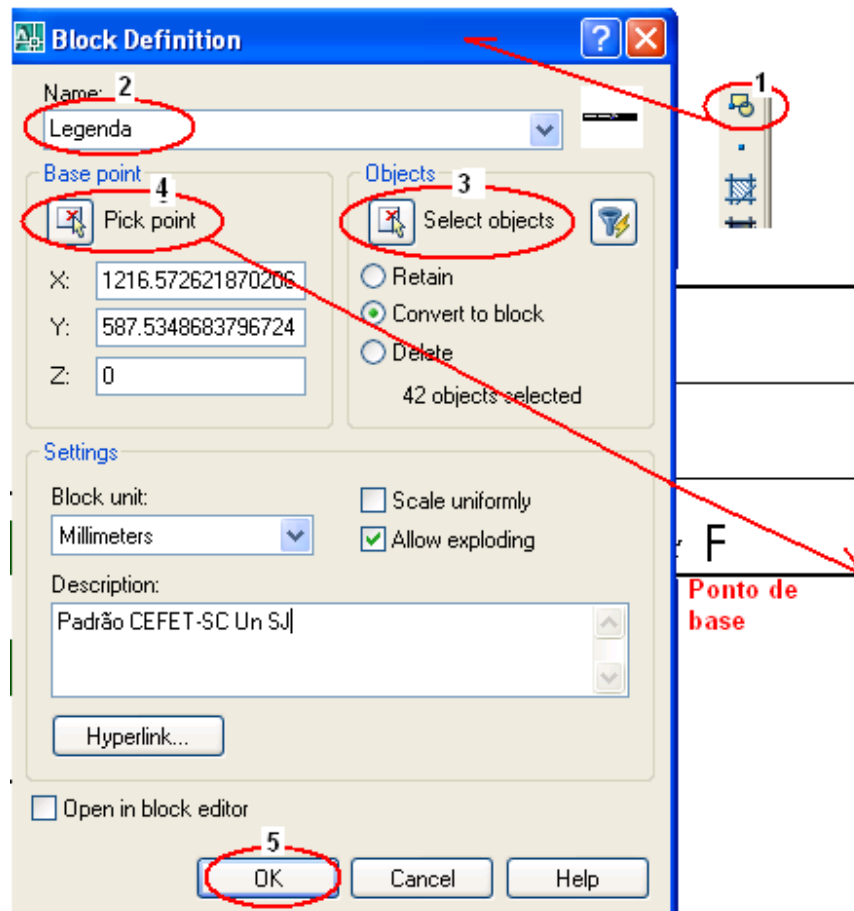 Block Definition
1
Name: 2
Legenda
Base point
4
Pick point
X: 1216.572621870206
Y: 587.5348683796724
Z: 0
Objects
3
Select objects
Retain
Convert to block
Delete
42 objects selected
Settings
Block unit:
Millimeters
Scale uniformly
Allow exploding
Description:
Padrão CEFET-SC Un SJ
Hyperlink...
Open in block editor
5
OK
Cancel
Help
F
Ponto de
base